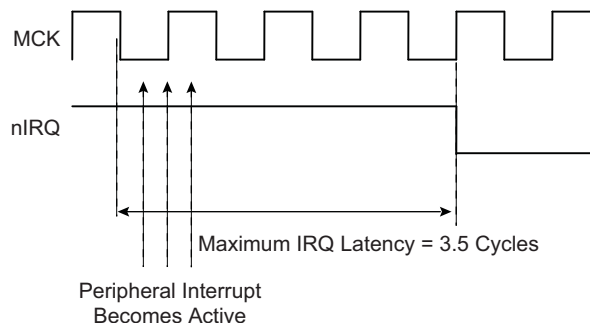 MCK
nIRQ
Maximum IRQ Latency = 3.5 Cycles
Peripheral Interrupt
Becomes Active